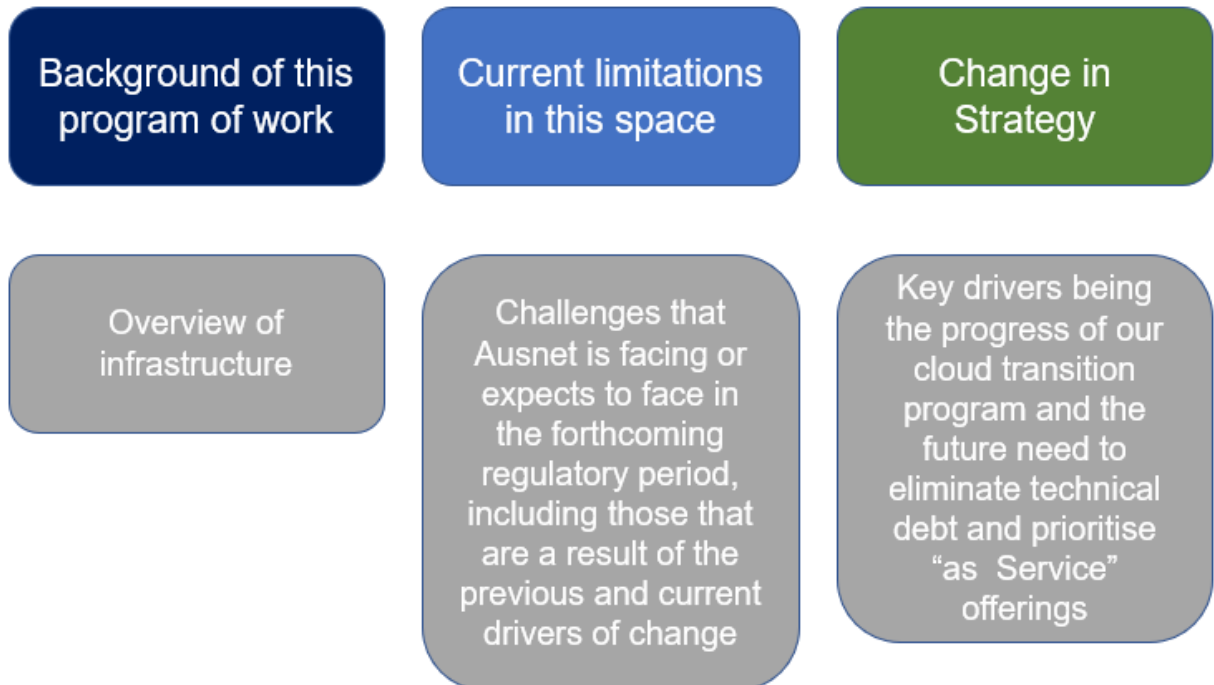 Background of this
program of work
Current limitations
in this space
Change in
Strategy
Overview of
infrastructure
Challenges that
Ausnet is facing or
expects to face in
the forthcoming
regulatory period,
including those that
are a result of the
previous and current
drivers of change
Key drivers being
the progress of our
cloud transition
program and the
future need to
eliminate technical
debt and prioritise
“as Service”
offerings